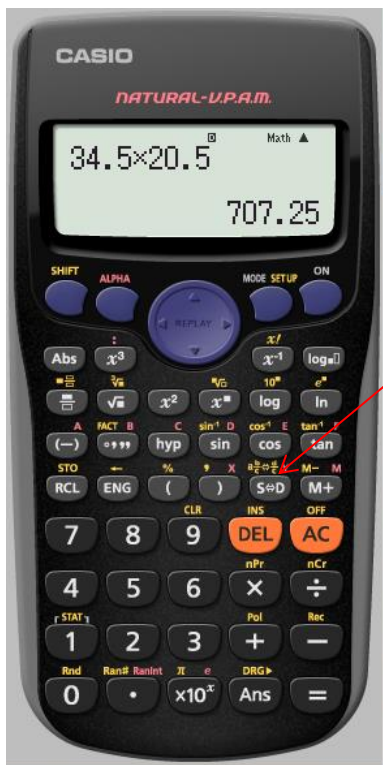 CASIO
NATURAL-V.P.A.M.
D Math ▲
34.5×20.5
707.25
SHIFT ALPHA MODE SETUP ON
REPLAY
: x!
Abs x³ x⁻¹ log■□
■ 10■ e■
√■ x² x■ log ln
(A) FACT B C sin⁻¹ D cos⁻¹ E tan⁻¹
(−) °’’’ hyp sin cos tan
STO ← % , X M− M
RCL ENG ( ) S⇔D M+
CLR INS OFF
7 8 9 DEL AC
nPr nCr
4 5 6 × ÷
STAT Pol Rec
1 2 3 + −
Rnd Ran# RanInt π e DRG▶
0 • ×10ˣ Ans =